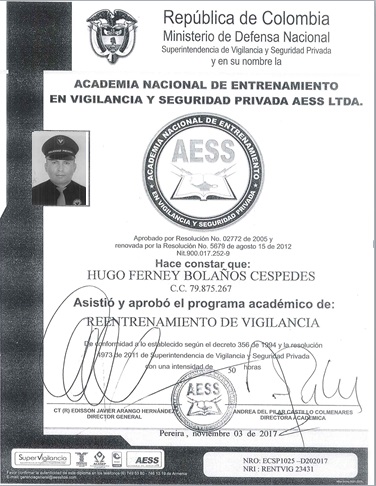 República de Colombia
Ministerio de Defensa Nacional
Superintendencia de Vigilancia y Seguridad Privada
y en su nombre la
ACADEMIA NACIONAL DE ENTRENAMIENTO
EN VIGILANCIA Y SEGURIDAD PRIVADA AESS LTDA.
ACADEMIA NACIONAL DE ENTRENAMIENTO
AESS
EN VIGILANCIA Y SEGURIDAD PRIVADA
Aprobado por Resolución No. 02772 de 2005 y
renovada por la Resolución No. 5679 de agosto 15 de 2012
Nit.900.017.252-9
Hace constar que:
HUGO FERNEY BOLAÑOS CESPEDES
C.C. 79.875.267
Asistió y aprobó el programa académico de:
REENTRENAMIENTO DE VIGILANCIA
De conformidad a lo establecido según el decreto 356 de 1994 y la resolución
4973 de 2011 de Superintendencia de Vigilancia y Seguridad Privada
con una intensidad de 50 horas
AESS
CT (R) EDISSON JAVIER ARANGO HERNÁNDEZ
DIRECTOR GENERAL
ANDREA DEL PILAR CASTILLO COLMENARES
DIRECTORA ACADÉMICA
Pereira, noviembre 03 de 2017
SuperVigilancia
AESS
NRO: ECSP1025 –D202017
NRI: RENTVIG 23431